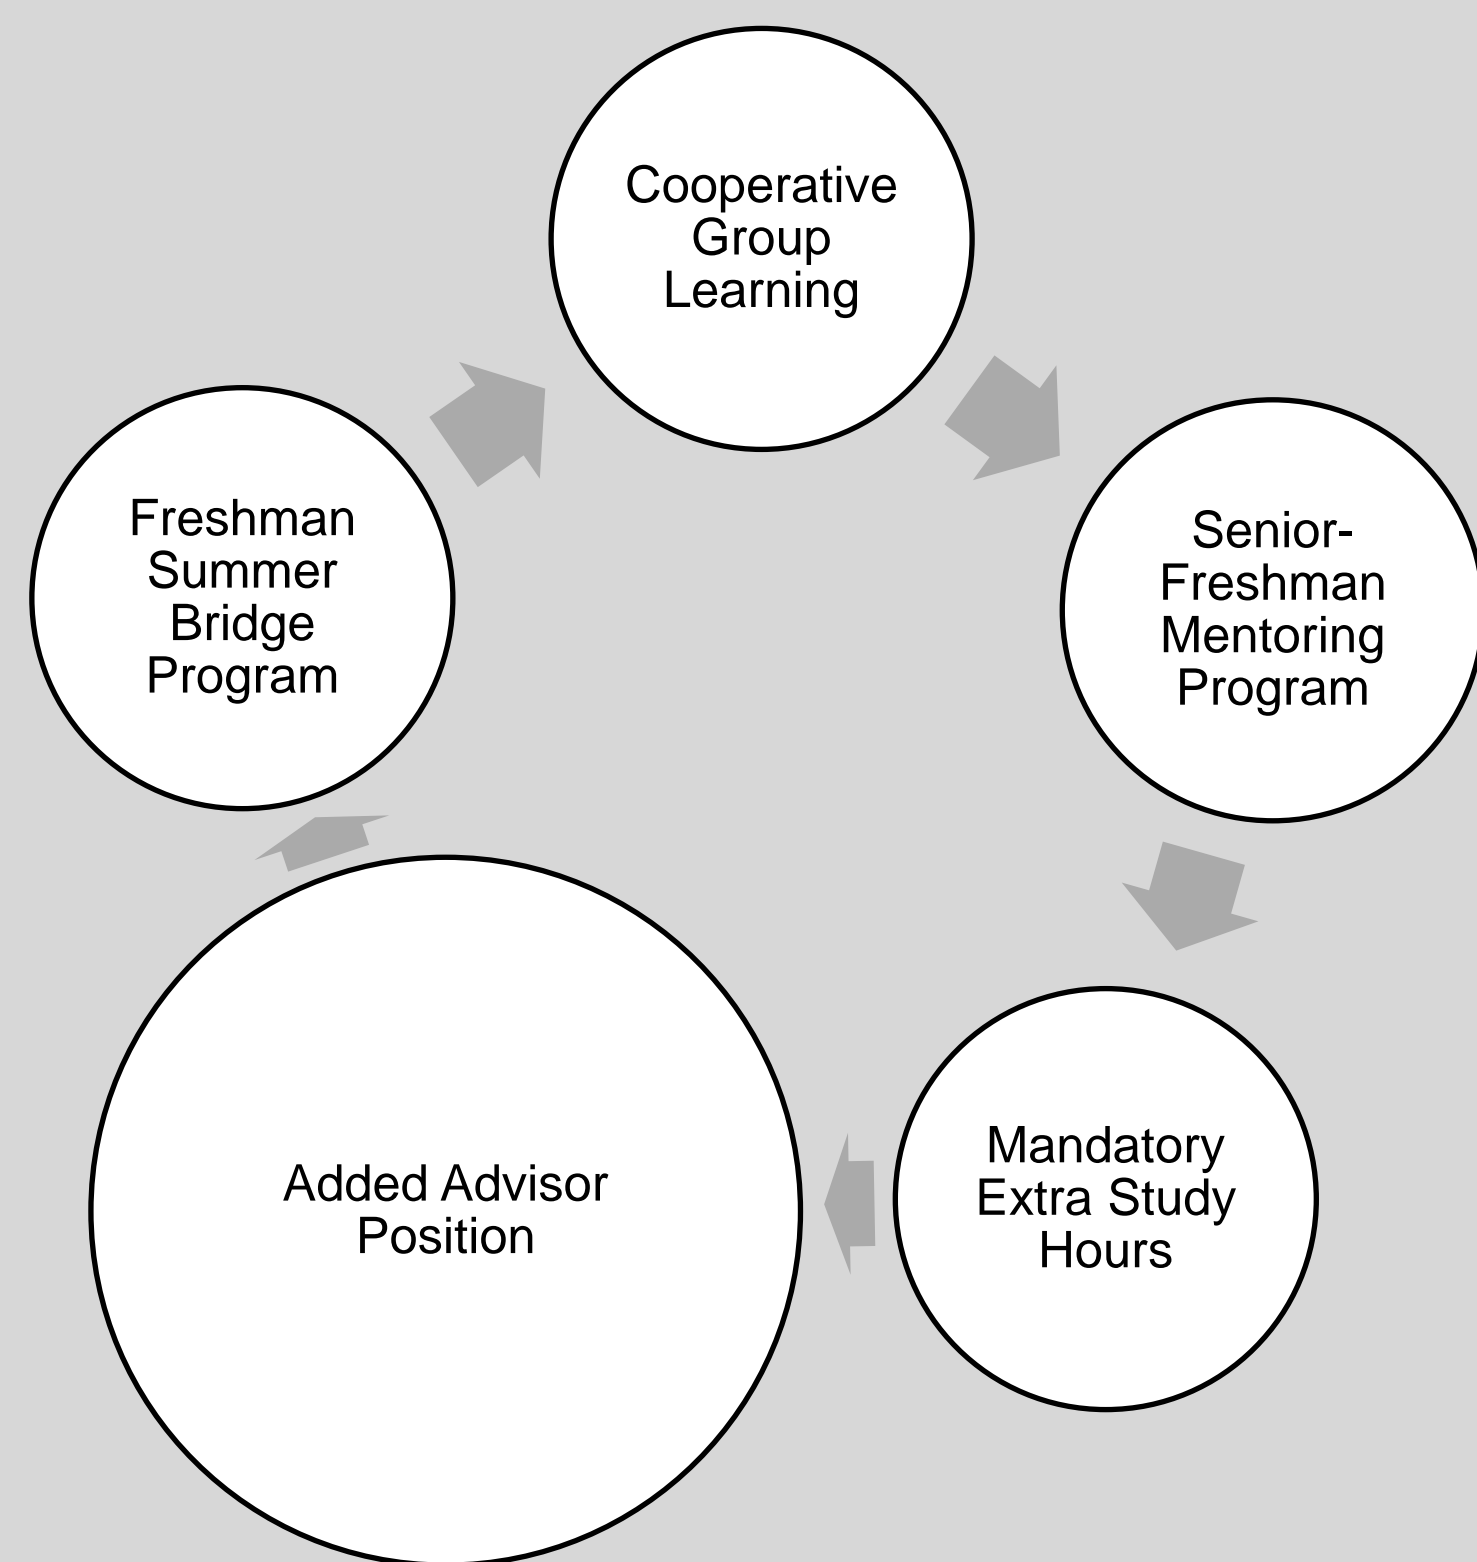 Cooperative
Group
Learning
Senior-
Freshman
Mentoring
Program
Mandatory
Extra Study
Hours
Added Advisor
Position
Freshman
Summer
Bridge
Program